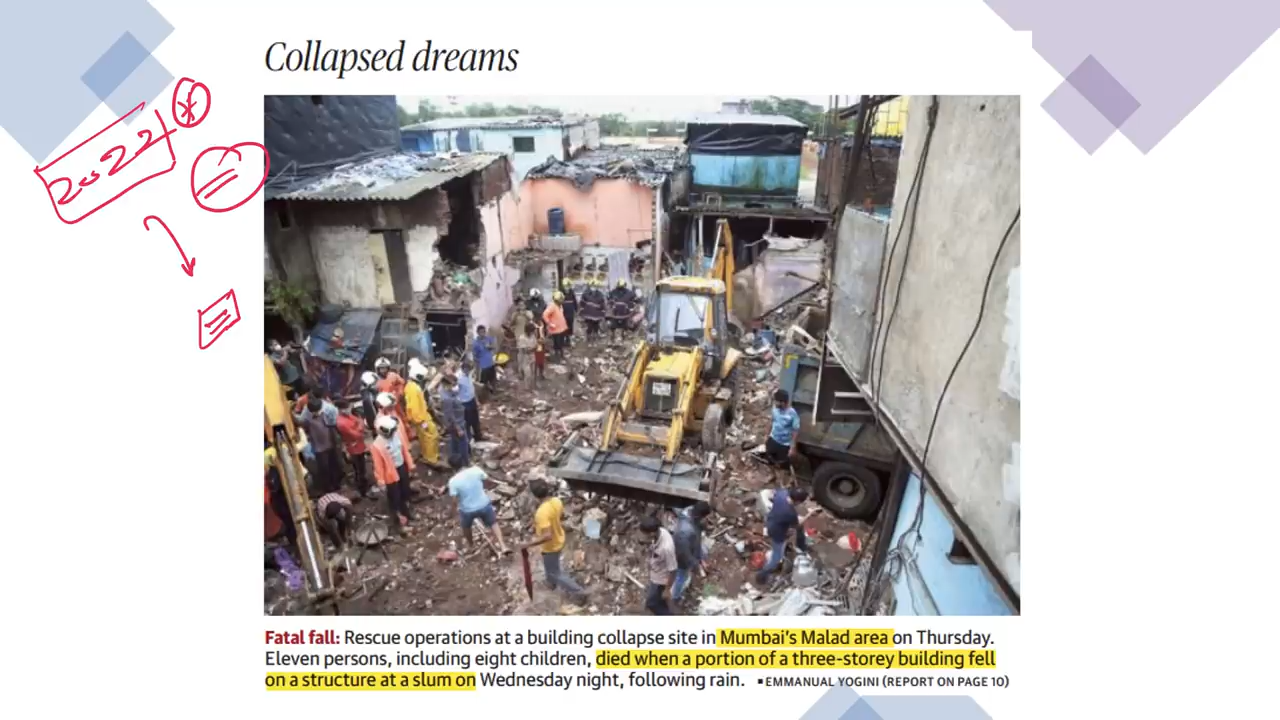 Collapsed dreams
2022
Fatal fall: Rescue operations at a building collapse site in Mumbai's Malad area on Thursday.
Eleven persons, including eight children, died when a portion of a three-storey building fell
on a structure at a slum on Wednesday night, following rain. ▪EMMANUAL YOGINI (REPORT ON PAGE 10)